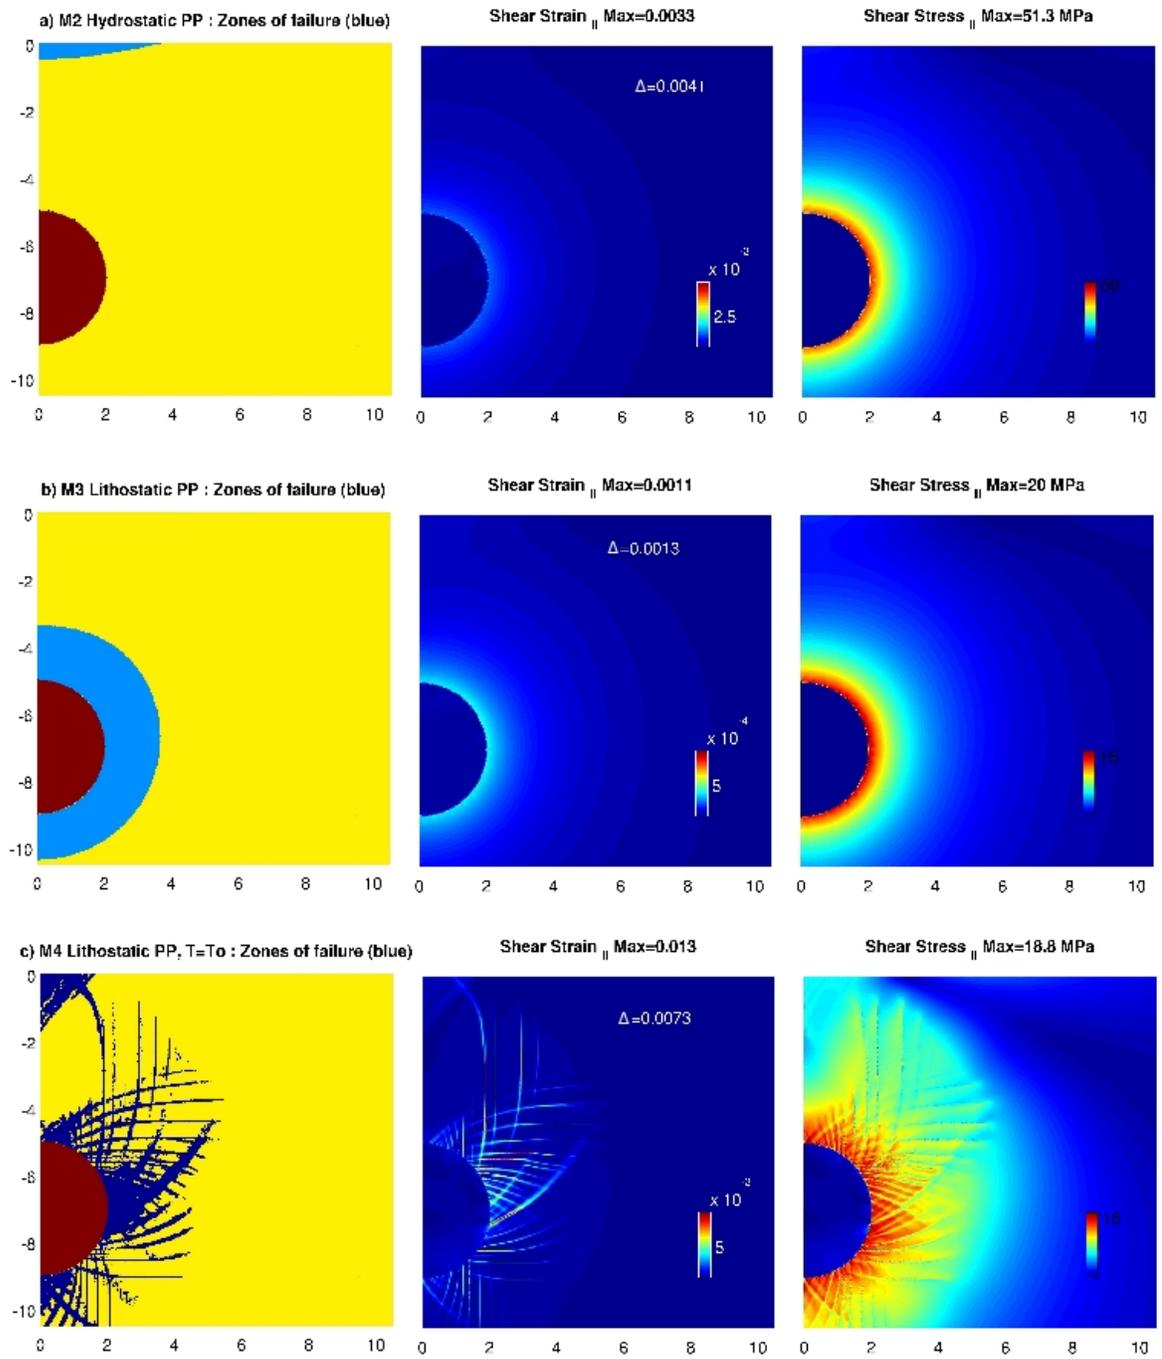 a) M2 Hydrostatic PP : Zones of failure (blue)
Shear Strain II Max=0.0033
Shear Stress II Max=51.3 MPa
0
-2
-4
-6
-8
-10
0 2 4 6 8 10
Δ=0.0041
x 10 -3
2.5
0 2 4 6 8 10
50
0 2 4 6 8 10
b) M3 Lithostatic PP : Zones of failure (blue)
Shear Strain II Max=0.0011
Shear Stress II Max=20 MPa
0
-2
-4
-6
-8
-10
0 2 4 6 8 10
Δ=0.0013
x 10 -4
5
0 2 4 6 8 10
15
0 2 4 6 8 10
c) M4 Lithostatic PP, T=To : Zones of failure (blue)
Shear Strain II Max=0.013
Shear Stress II Max=18.8 MPa
0
-2
-4
-6
-8
-10
0 2 4 6 8 10
Δ=0.0073
x 10 -3
5
0 2 4 6 8 10
15
0 2 4 6 8 10